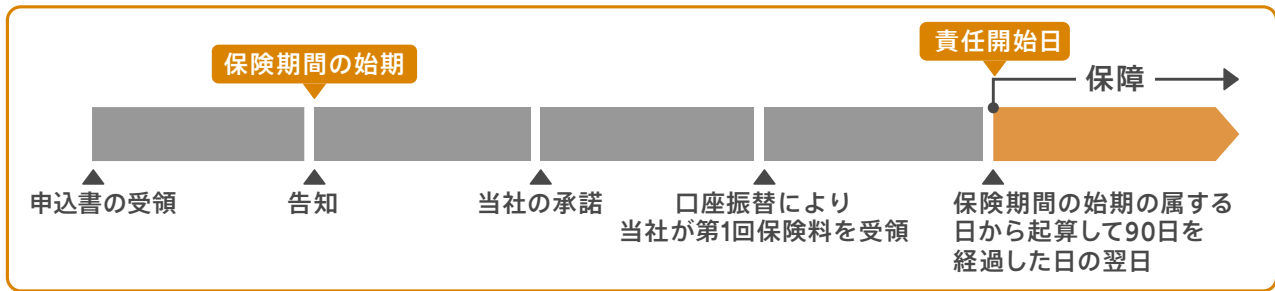 責任開始日
保険期間の始期
保障
申込書の受領
告知
当社の承諾
口座振替により
当社が第1回保険料を受領
保険期間の始期の属する
日から起算して90日を
経過した日の翌日